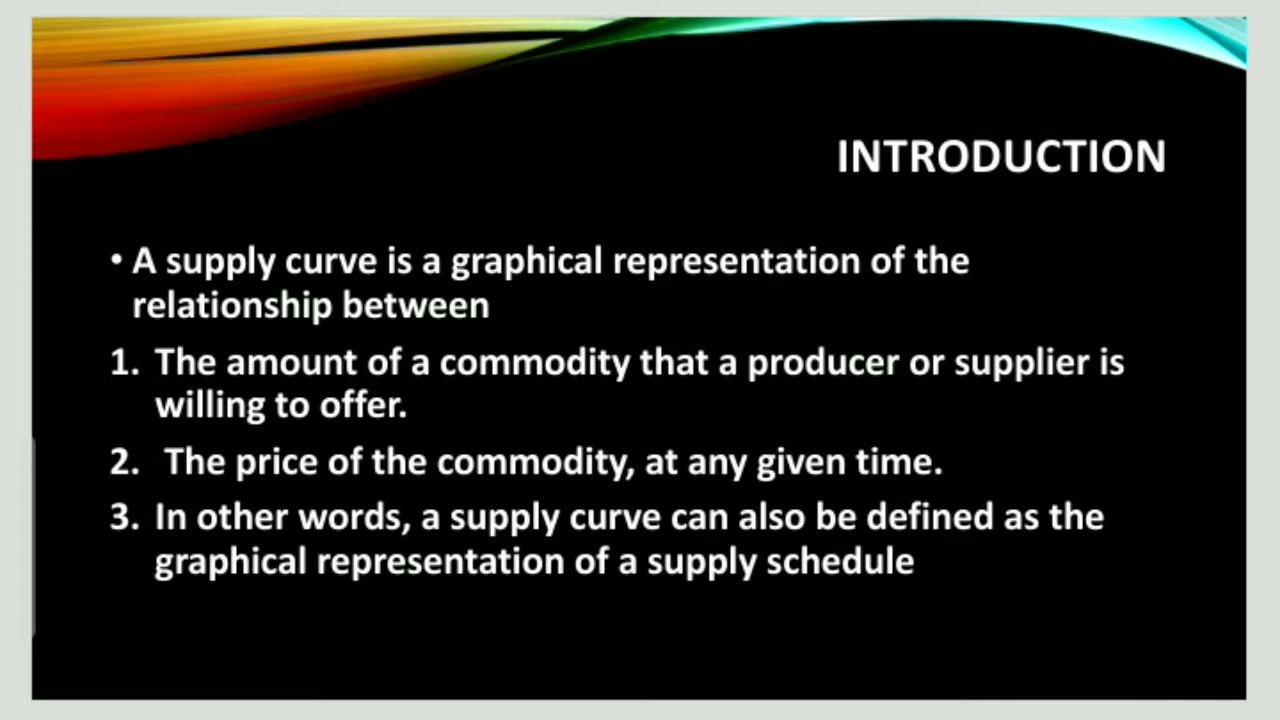 INTRODUCTION
• A supply curve is a graphical representation of the
relationship between
1. The amount of a commodity that a producer or supplier is
willing to offer.
2. The price of the commodity, at any given time.
3. In other words, a supply curve can also be defined as the
graphical representation of a supply schedule